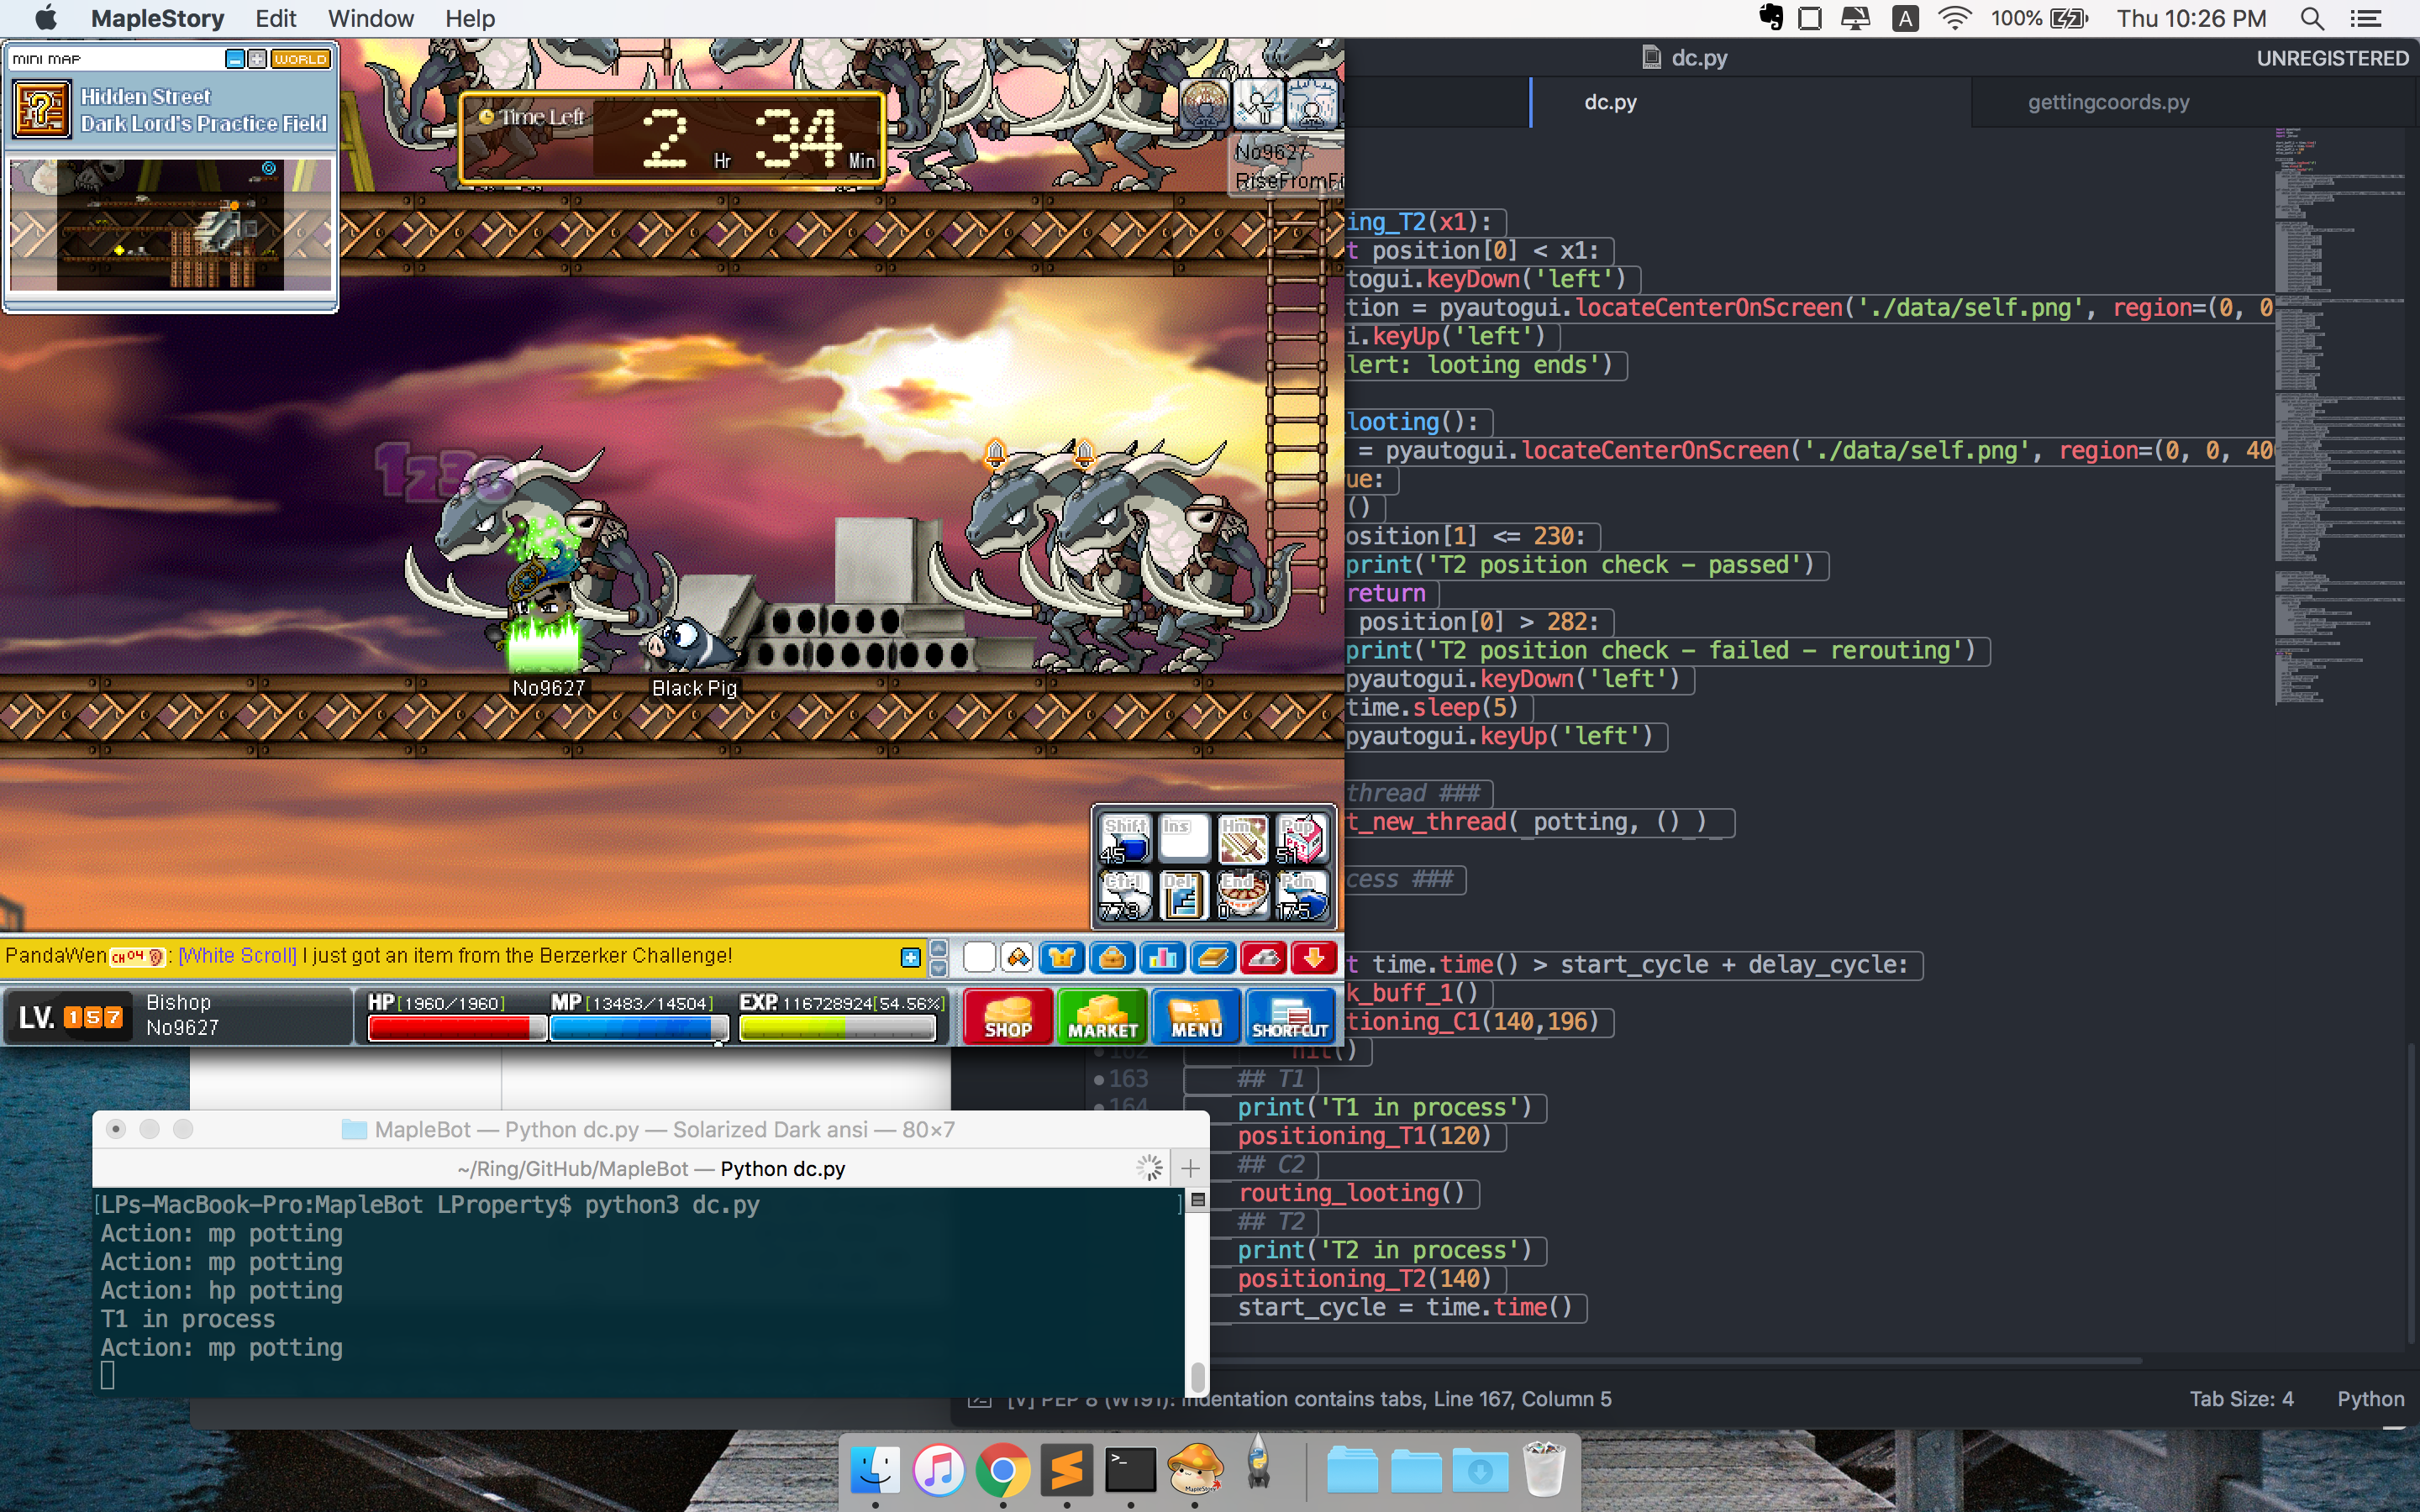 MapleStory Edit Window Help
A 100% Thu 10:26 PM
MINI MAP WORLD
Hidden Street
Dark Lord's Practice Field
Time Left 2 Hr 34 Min
No9627
RiseFromFi
1230
No9627
Black Pig
Shift Ins Hm Pup
45 51
Ctrl Del End Pdn
773 0 175
PandaWen CH04 : [White Scroll] I just got an item from the Berzerker Challenge!
LV. 157
Bishop
No9627
HP[1960/1960] MP[13483/14504] EXP. 116728924[54.56%]
SHOP MARKET MENU SHORTCUT
dc.py
UNREGISTERED
dc.py gettingcoords.py
ing_T2(x1):
t position[0] < x1:
togui.keyDown('left')
tion = pyautogui.locateCenterOnScreen('./data/self.png', region=(0, 0
i.keyUp('left')
lert: looting ends')
looting():
= pyautogui.locateCenterOnScreen('./data/self.png', region=(0, 0, 40
ue:
()
osition[1] <= 230:
print('T2 position check - passed')
return
position[0] > 282:
print('T2 position check - failed - rerouting')
pyautogui.keyDown('left')
time.sleep(5)
pyautogui.keyUp('left')
thread ###
t_new_thread( potting, () )
cess ###
t time.time() > start_cycle + delay_cycle:
k_buff_1()
tioning_C1(140,196)
162 hit()
163 ## T1
164 print('T1 in process')
positioning_T1(120)
## C2
routing_looting()
## T2
print('T2 in process')
positioning_T2(140)
start_cycle = time.time()
[V] PEP 8 (W191): indentation contains tabs, Line 167, Column 5
Tab Size: 4 Python
MapleBot — Python dc.py — Solarized Dark ansi — 80×7
~/Ring/GitHub/MapleBot — Python dc.py
[LPs-MacBook-Pro:MapleBot LProperty$ python3 dc.py ]
Action: mp potting
Action: mp potting
Action: hp potting
T1 in process
Action: mp potting
MapleStory